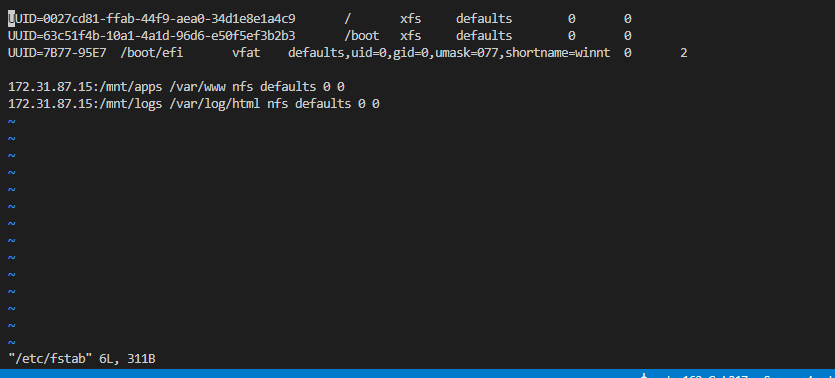 UUID=0027cd81-ffab-44f9-aea0-34d1e8e1a4c9 / xfs defaults 0 0
UUID=63c51f4b-10a1-4a1d-96d6-e50f5ef3b2b3 /boot xfs defaults 0 0
UUID=7B77-95E7 /boot/efi vfat defaults,uid=0,gid=0,umask=077,shortname=winnt 0 2
172.31.87.15:/mnt/apps /var/www nfs defaults 0 0
172.31.87.15:/mnt/logs /var/log/html nfs defaults 0 0
~
~
~
~
~
~
~
~
~
~
~
~
~
~
"/etc/fstab" 6L, 311B